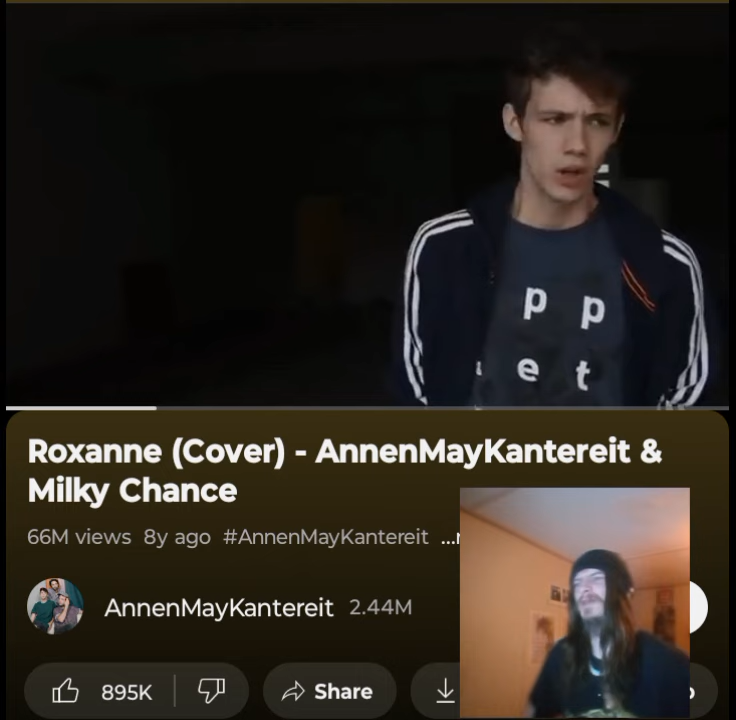 p p
e t
Roxanne (Cover) - AnnenMayKantereit &
Milky Chance
66M views 8y ago #AnnenMayKantereit ...
AnnenMayKantereit 2.44M
895K Share